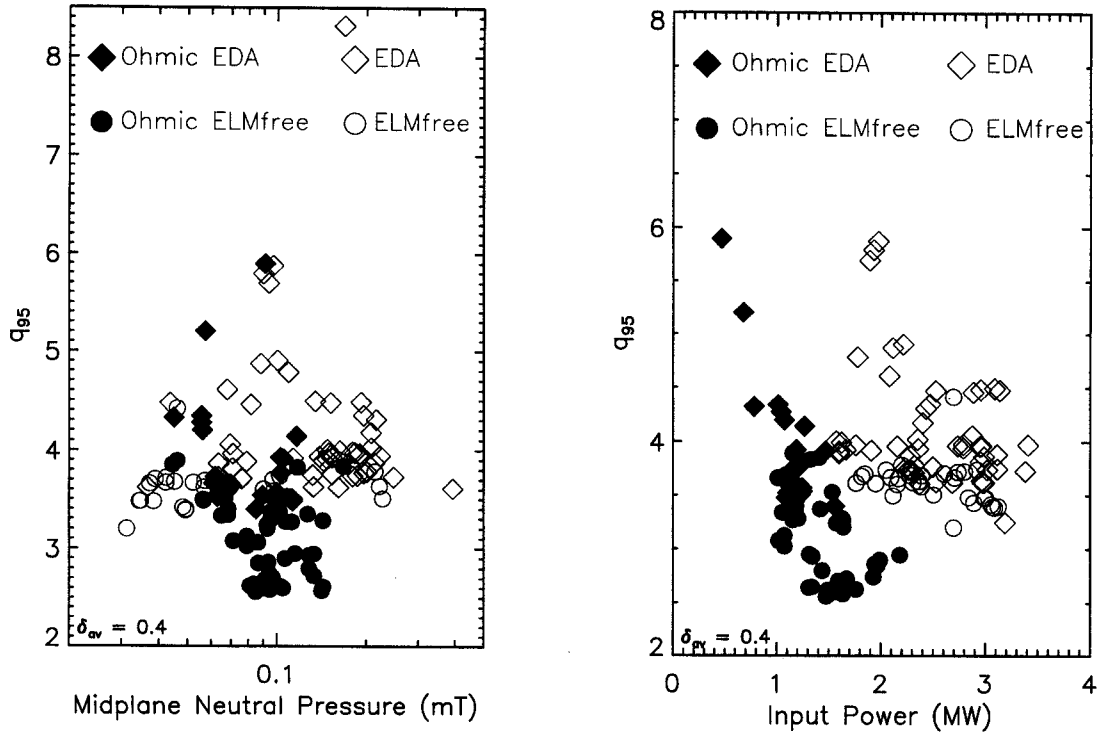 8
7
6
5
4
3
2
q95
Ohmic EDA
EDA
Ohmic ELMfree
ELMfree
δav = 0.4
0.1
Midplane Neutral Pressure (mT)
8
6
4
2
q95
Ohmic EDA
EDA
Ohmic ELMfree
ELMfree
δav = 0.4
0
1
2
3
4
Input Power (MW)